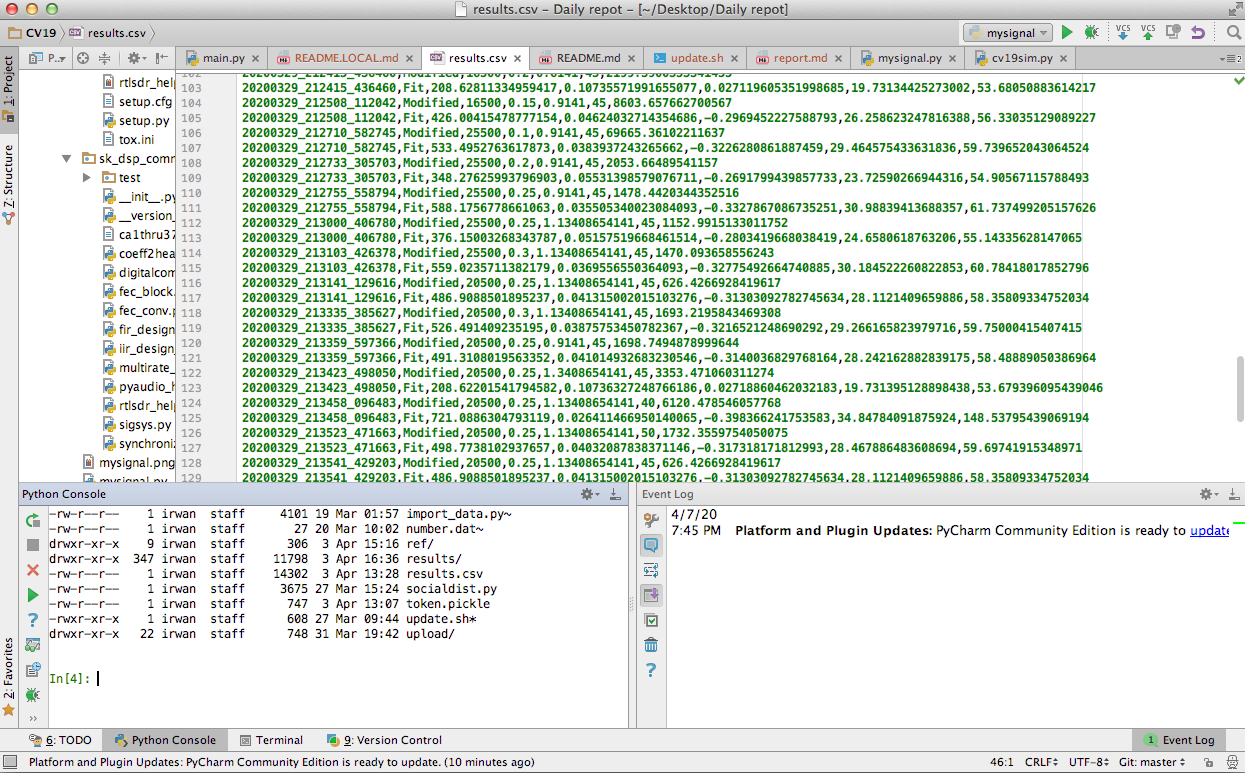 results.csv - Daily repot - [~/Desktop/Daily repot]
CV19 results.csv mysignal VCS VCS
P... main.py README.LOCAL.md results.csv README.md update.sh report.md mysignal.py cv19sim.py
1: Project
Z: Structure
2: Favorites
rtlsdr_help
setup.cfg
setup.py
tox.ini
sk_dsp_comm
test
__init__.py
__version_
ca1thru37
coeff2hea
digitalcom
fec_block.
fec_conv.p
fir_design_
iir_design_
multirate_
pyaudio_h
rtlsdr_help
sigsys.py
synchroniz
mysignal.png
mysignal.py
102 20200329_212415_436460,Modified,16500,0.2,0.8141,45,2199.3900353541435
103 20200329_212415_436460,Fit,208.62811334959417,0.10735571991655077,0.027119605351998685,19.73134425273002,53.68050883614217
104 20200329_212508_112042,Modified,16500,0.15,0.9141,45,8603.657662700567
105 20200329_212508_112042,Fit,426.00415478777154,0.04624032714354686,-0.2969452227588793,26.258623247816388,56.33035129089227
106 20200329_212710_582745,Modified,25500,0.1,0.9141,45,69665.36102211637
107 20200329_212710_582745,Fit,533.4952763617873,0.0383937243265662,-0.3226280861887459,29.464575433631836,59.739652043064524
108 20200329_212733_305703,Modified,25500,0.2,0.9141,45,2053.66489541157
109 20200329_212733_305703,Fit,348.27625993796903,0.05531398579076711,-0.2691799439857733,23.72590266944316,54.90567115788493
110 20200329_212755_558794,Modified,25500,0.15,0.9141,45,1478.4420344352516
111 20200329_212755_558794,Fit,588.1756778661063,0.035505340023084093,-0.3327867086735251,30.98839413688357,61.737499205157626
112 20200329_213000_406780,Modified,25500,0.25,1.13408654141,45,1152.9915133011752
113 20200329_213000_406780,Fit,376.15003268343787,0.05157519668461514,-0.2803419668038419,24.6580618763206,55.14335628147065
114 20200329_213103_426378,Modified,25500,0.3,1.13408654141,45,1470.093658556243
115 20200329_213103_426378,Fit,559.0235711382179,0.0369556550364093,-0.32775492664740885,30.184522260822853,60.78418017852796
116 20200329_213141_129616,Modified,20500,0.25,1.13408654141,45,626.4266928419617
117 20200329_213141_129616,Fit,486.9088501895237,0.041315002015103276,-0.31303092782745634,28.1121409659886,58.35809334752034
118 20200329_213335_385627,Modified,20500,0.3,1.13408654141,45,1693.2195843469308
119 20200329_213335_385627,Fit,526.491409235195,0.03875753450782367,-0.3216521248690292,29.266165823979716,59.75000415407415
120 20200329_213359_597366,Modified,20500,0.25,0.9141,45,1698.7494878999644
121 20200329_213359_597366,Fit,491.3108019563352,0.041014932683230546,-0.3140036829768164,28.242162882839175,58.48889050386964
122 20200329_213423_498050,Modified,20500,0.25,1.3408654141,45,3353.471060311274
123 20200329_213423_498050,Fit,208.62201541794582,0.10736327248766186,0.02718860462032183,19.731395128898438,53.679396095439046
124 20200329_213458_096483,Modified,20500,0.25,1.13408654141,40,6120.478546057768
125 20200329_213458_096483,Fit,721.0886304793119,0.026411466950140065,-0.398366241753583,34.84784091875924,148.53795439069194
126 20200329_213523_471663,Modified,20500,0.25,1.13408654141,50,1732.3559754050075
127 20200329_213523_471663,Fit,498.7738102937657,0.04032087838371146,-0.317318171812993,28.467886483608694,59.69741915348971
128 20200329_213541_429203,Modified,20500,0.25,1.13408654141,45,626.4266928419617
129 20200329_213541_429203,Fit,486.9088501895237,0.041315002015103276,-0.31303092782745634,28.1121409659886,58.35809334752034
Python Console
-rw-r--r-- 1 irwan staff 4101 19 Mar 01:57 import_data.py~
-rw-r--r-- 1 irwan staff 27 20 Mar 10:02 number.dat~
drwxr-xr-x 9 irwan staff 306 3 Apr 15:16 ref/
drwxr-xr-x 347 irwan staff 11798 3 Apr 16:36 results/
-rw-r--r-- 1 irwan staff 14302 3 Apr 13:28 results.csv
-rw-r--r-- 1 irwan staff 3675 27 Mar 15:24 socialdist.py
-rw-r--r-- 1 irwan staff 747 3 Apr 13:07 token.pickle
-rwxr-xr-x 1 irwan staff 608 27 Mar 09:44 update.sh*
drwxr-xr-x 22 irwan staff 748 31 Mar 19:42 upload/
In[4]:
Event Log
4/7/20
7:45 PM Platform and Plugin Updates: PyCharm Community Edition is ready to update
6: TODO Python Console Terminal 9: Version Control 1 Event Log
Platform and Plugin Updates: PyCharm Community Edition is ready to update. (10 minutes ago) 46:1 CRLF UTF-8 Git: master